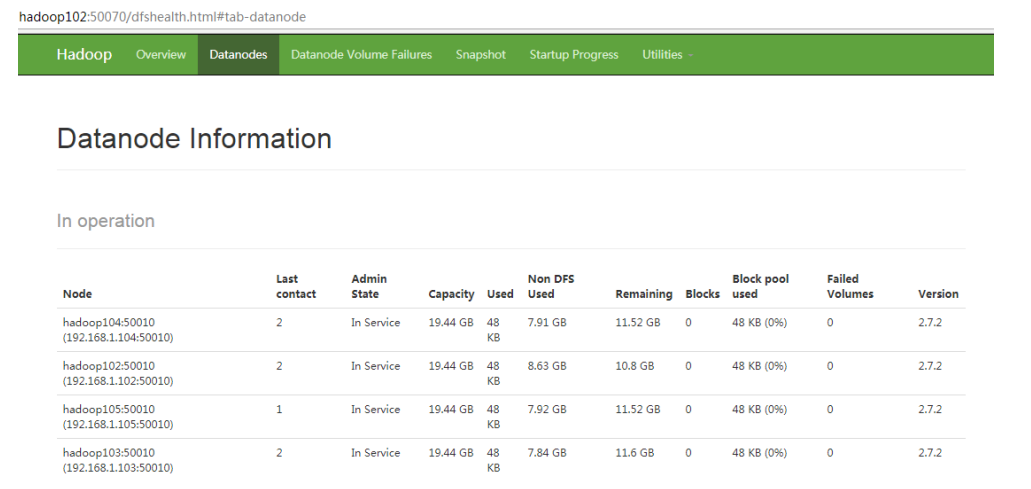 hadoop102:50070/dfshealth.html#tab-datanode
Hadoop Overview Datanodes Datanode Volume Failures Snapshot Startup Progress Utilities
Datanode Information
In operation
Node Last contact Admin State Capacity Used Non DFS Used Remaining Blocks Block pool used Failed Volumes Version
hadoop104:50010 2 In Service 19.44 GB 48 KB 7.91 GB 11.52 GB 0 48 KB (0%) 0 2.7.2
(192.168.1.104:50010)
hadoop102:50010 2 In Service 19.44 GB 48 KB 8.63 GB 10.8 GB 0 48 KB (0%) 0 2.7.2
(192.168.1.102:50010)
hadoop105:50010 1 In Service 19.44 GB 48 KB 7.92 GB 11.52 GB 0 48 KB (0%) 0 2.7.2
(192.168.1.105:50010)
hadoop103:50010 2 In Service 19.44 GB 48 KB 7.84 GB 11.6 GB 0 48 KB (0%) 0 2.7.2
(192.168.1.103:50010)